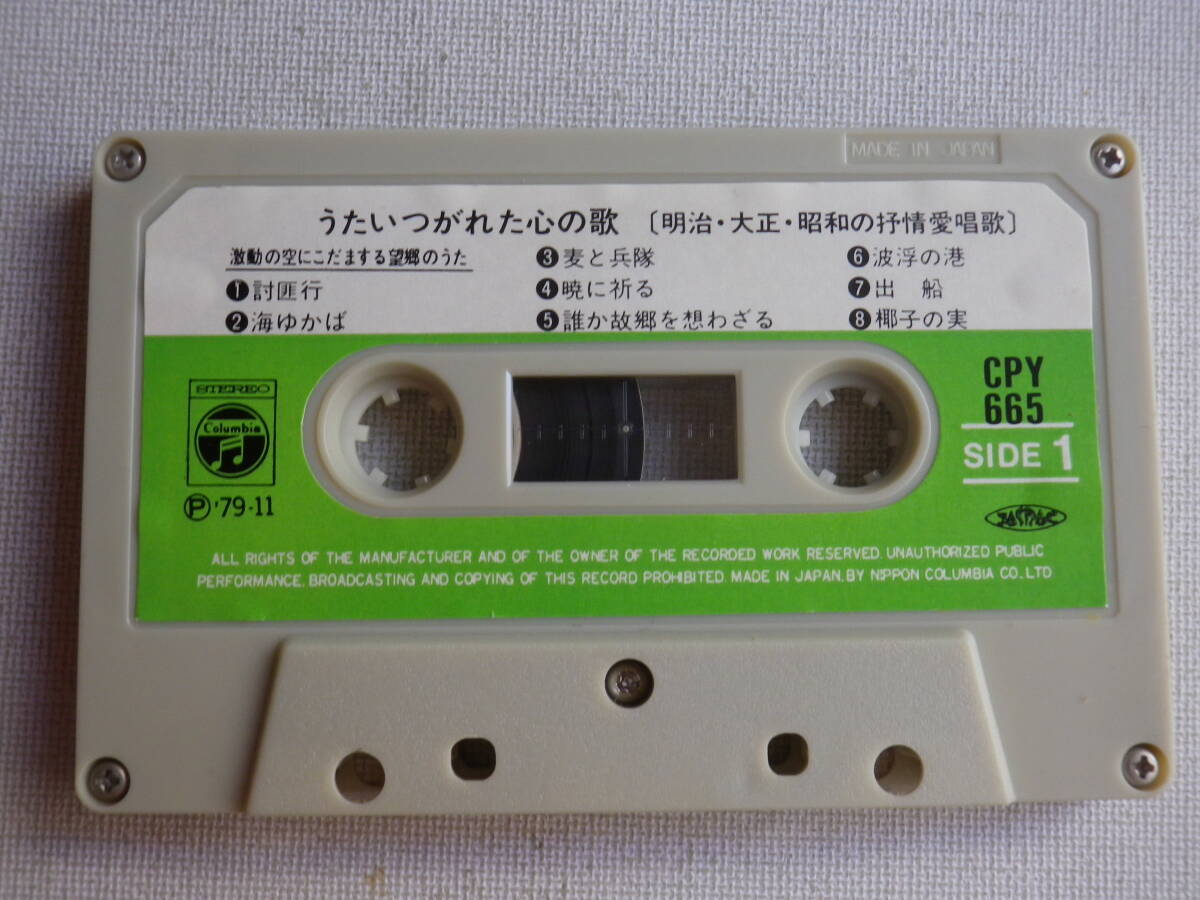 MADE IN JAPAN
うたいつがれた心の歌 〔明治・大正・昭和の抒情愛唱歌〕
激動の空にこだまする望郷のうた
❶討匪行
❷海ゆかば
❸麦と兵隊
❹暁に祈る
❺誰か故郷を想わざる
❻波浮の港
❼出 船
❽椰子の実
STEREO
Columbia
Ⓟ'79・11
CPY
665
SIDE 1
ALL RIGHTS OF THE MANUFACTURER AND OF THE OWNER OF THE RECORDED WORK RESERVED. UNAUTHORIZED PUBLIC
PERFORMANCE. BROADCASTING AND COPYING OF THIS RECORD PROHIBITED. MADE IN JAPAN. BY NIPPON COLUMBIA CO., LTD